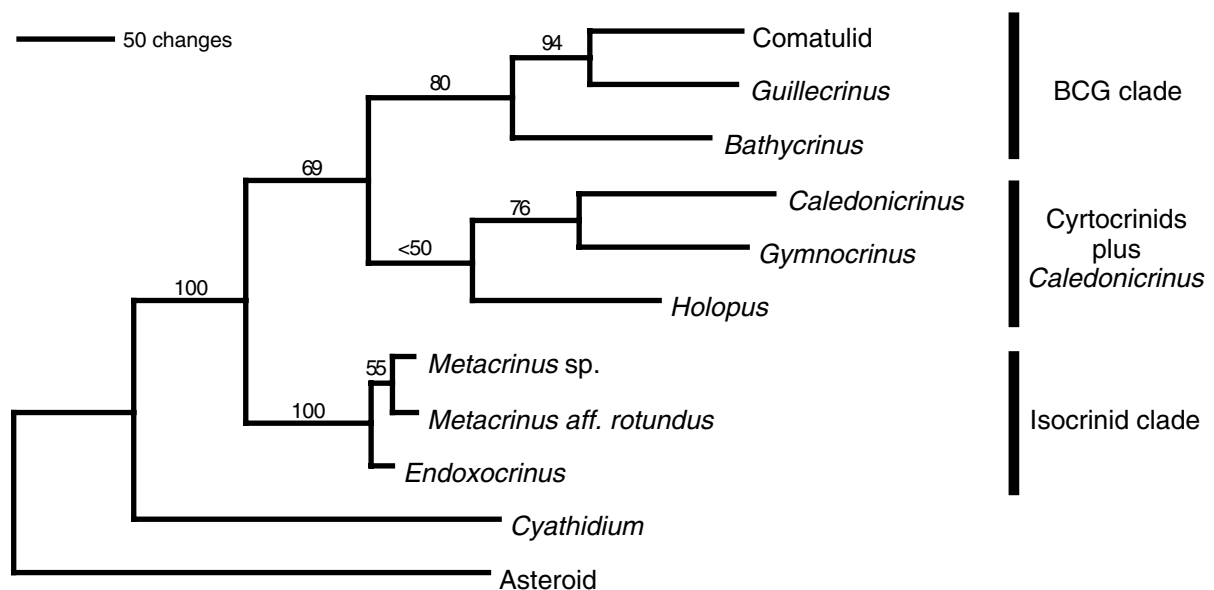 50 changes
94
Comatulid
80
Guillecrinus
BCG clade
Bathycrinus
69
76
Caledonicrinus
<50
Gymnocrinus
Cyrtocrinids
plus
Caledonicrinus
Holopus
100
55
Metacrinus sp.
100
Metacrinus aff. rotundus
Isocrinid clade
Endoxocrinus
Cyathidium
Asteroid